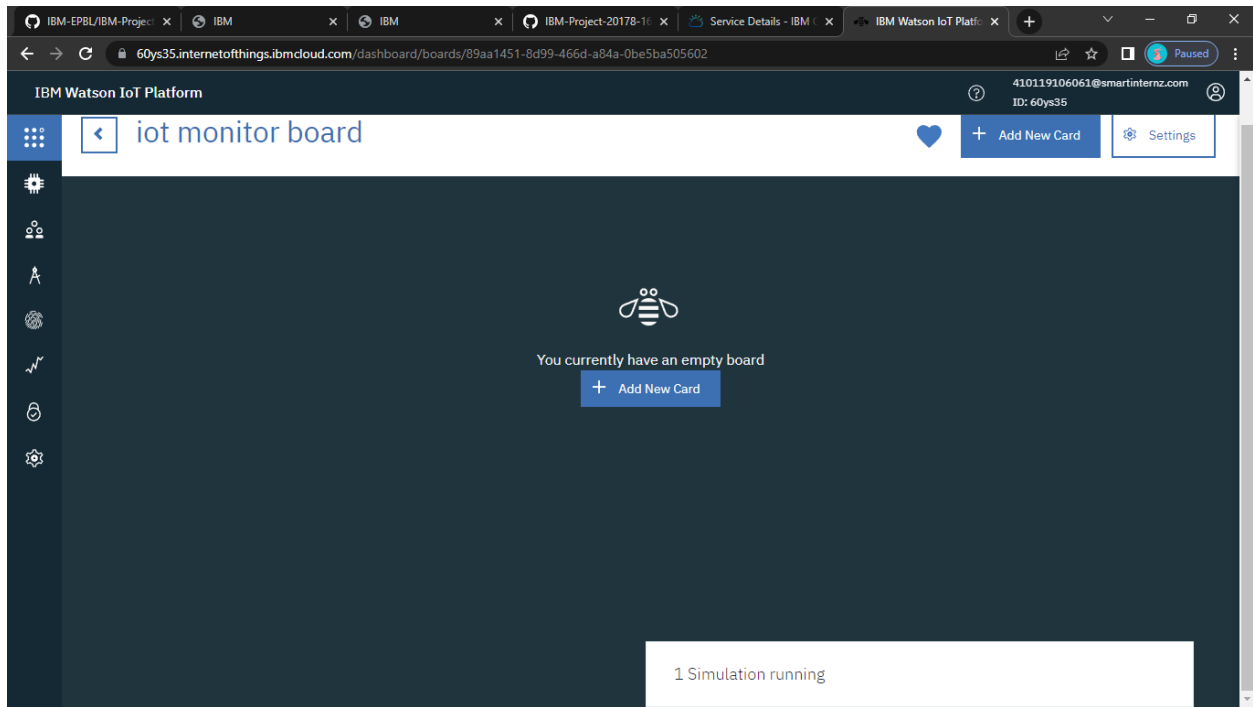 IBM-EPBL/IBM-Project
IBM
IBM
IBM-Project-20178-16
Service Details - IBM C
IBM Watson IoT Platfo
60ys35.internetofthings.ibmcloud.com/dashboard/boards/89aa1451-8d99-466d-a84a-0be5ba505602
Paused
IBM Watson IoT Platform
410119106061@smartinternz.com
ID: 60ys35
iot monitor board
Add New Card
Settings
You currently have an empty board
Add New Card
1 Simulation running